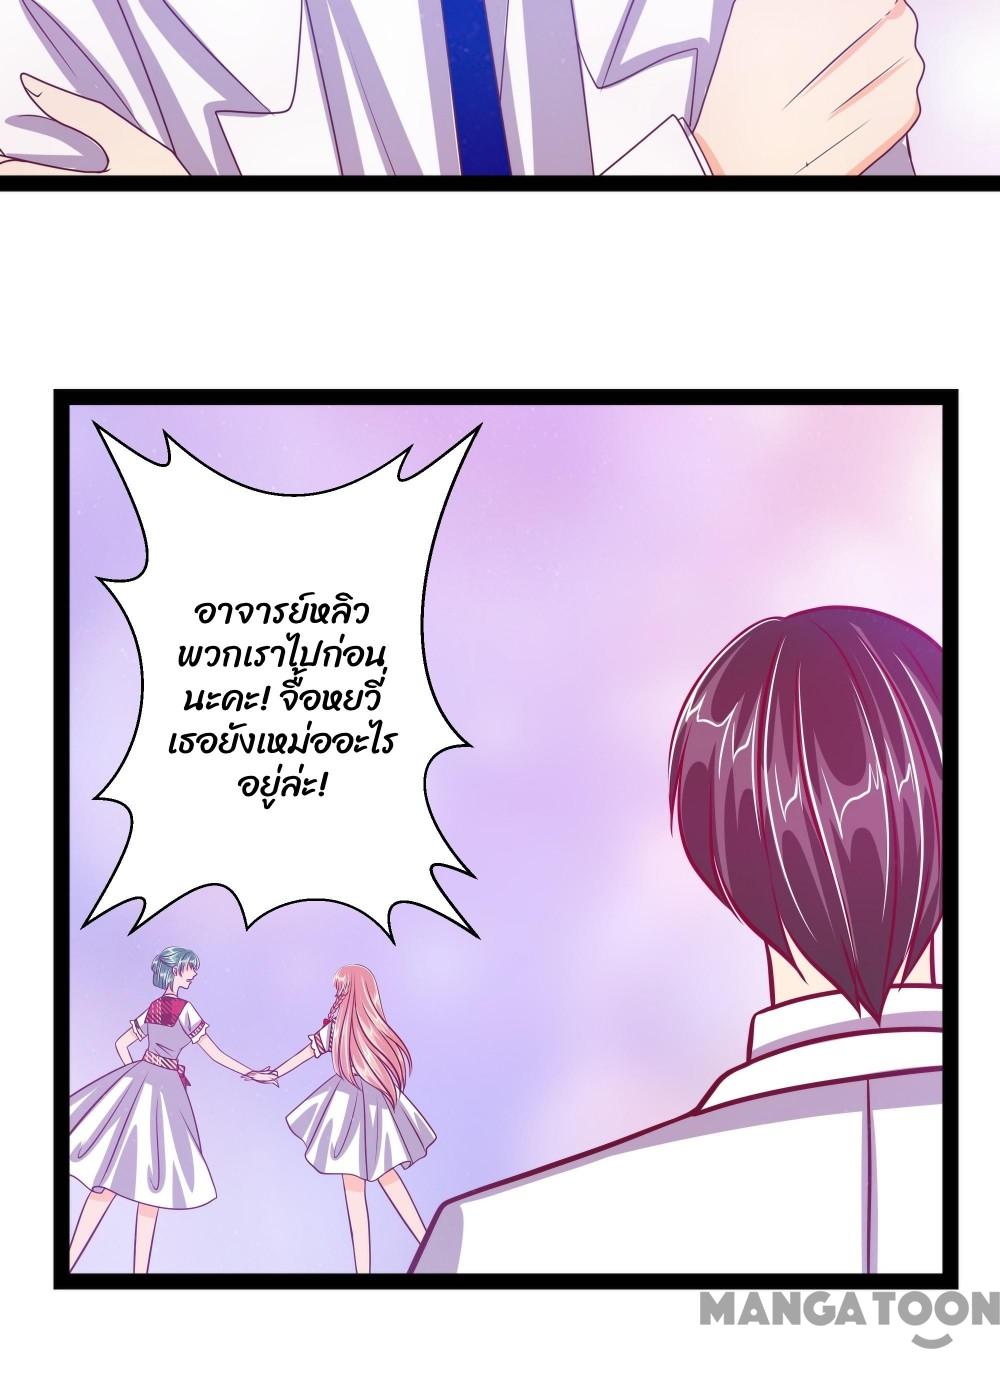 อาจารย์หลิว
พวกเราไปก่อน
นะคะ! จื้อหยวี่
เธอยังเหม่ออะไร
อยู่ล่ะ!
MANGATOON